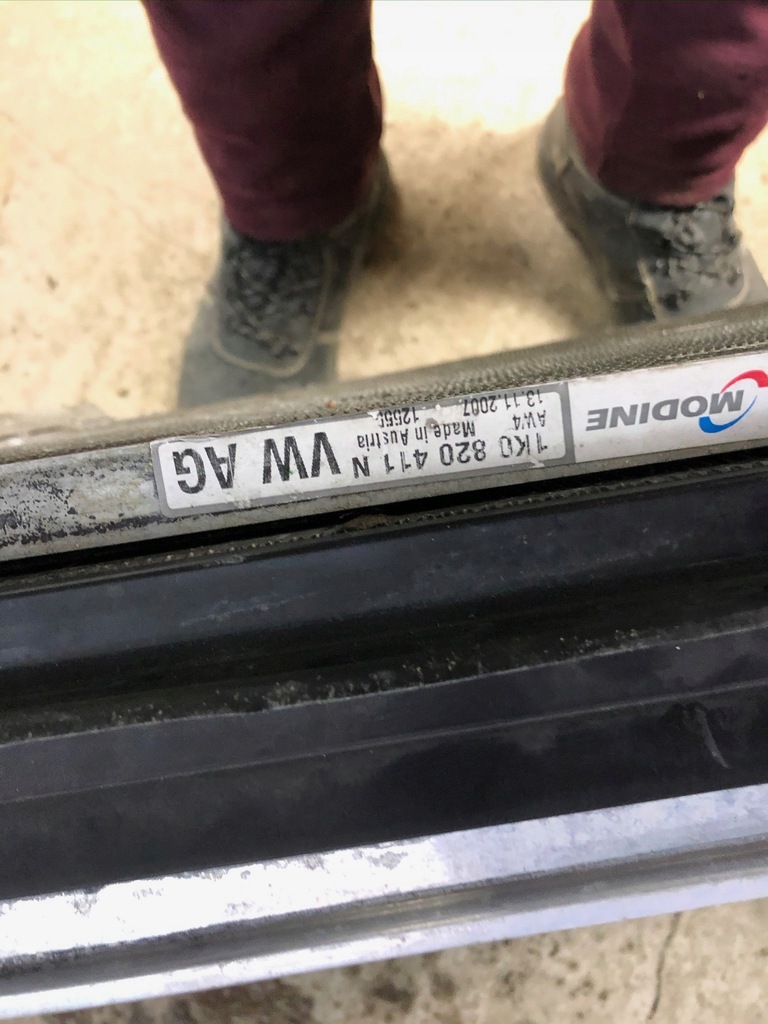 MODINE
1K0 820 411 N
AW4 Made in Austria
13.11.2007
VW AG